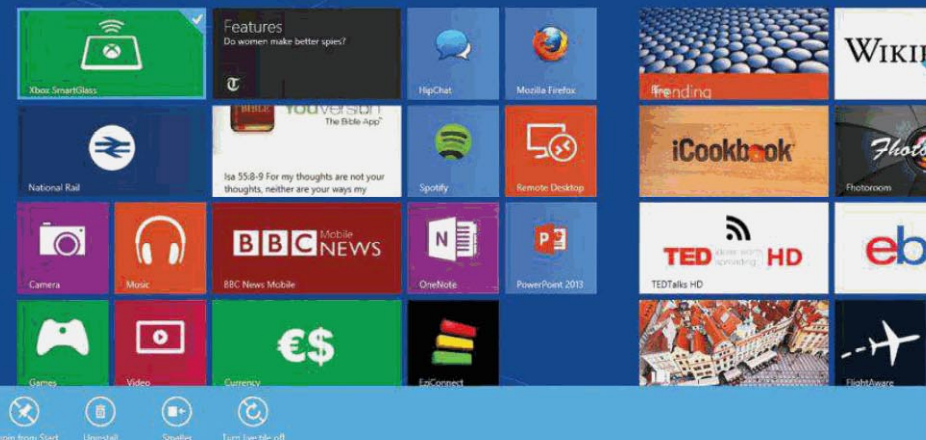 Features
Do women make better spies?
Xbox SmartGlass
HipChat
Mozilla Firefox
Trending
WIKI
YouVersion
The Bible App
Isa 55:8-9 For my thoughts are not your
thoughts, neither are your ways my
National Rail
Spotify
Remote Desktop
iCookbook
Photoroom
Camera
Music
BBC Mobile
NEWS
BBC News Mobile
N
OneNote
P
PowerPoint 2013
TED HD
TEDTalks HD
eb
Games
Video
€$
Currency
EziConnect
FlightAware
Unpin from Start
Uninstall
Smaller
Turn live tile off